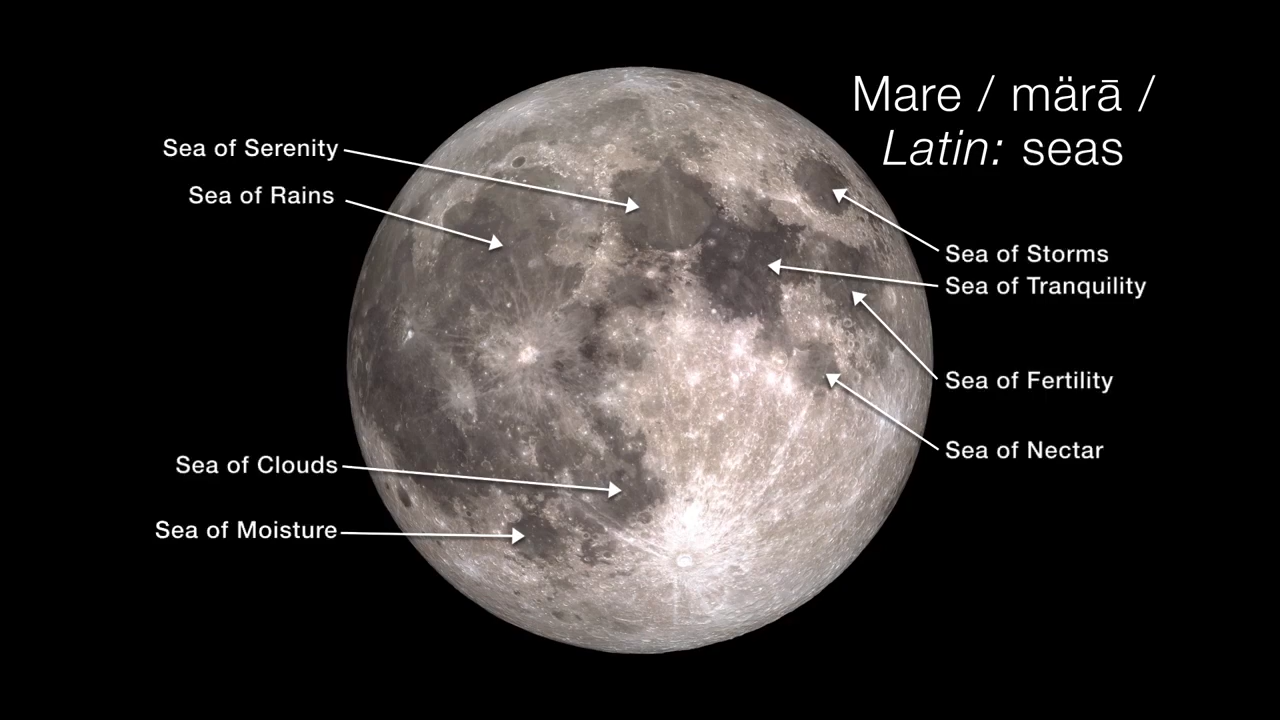 Mare / märā /
Latin: seas
Sea of Serenity
Sea of Rains
Sea of Storms
Sea of Tranquility
Sea of Fertility
Sea of Nectar
Sea of Clouds
Sea of Moisture